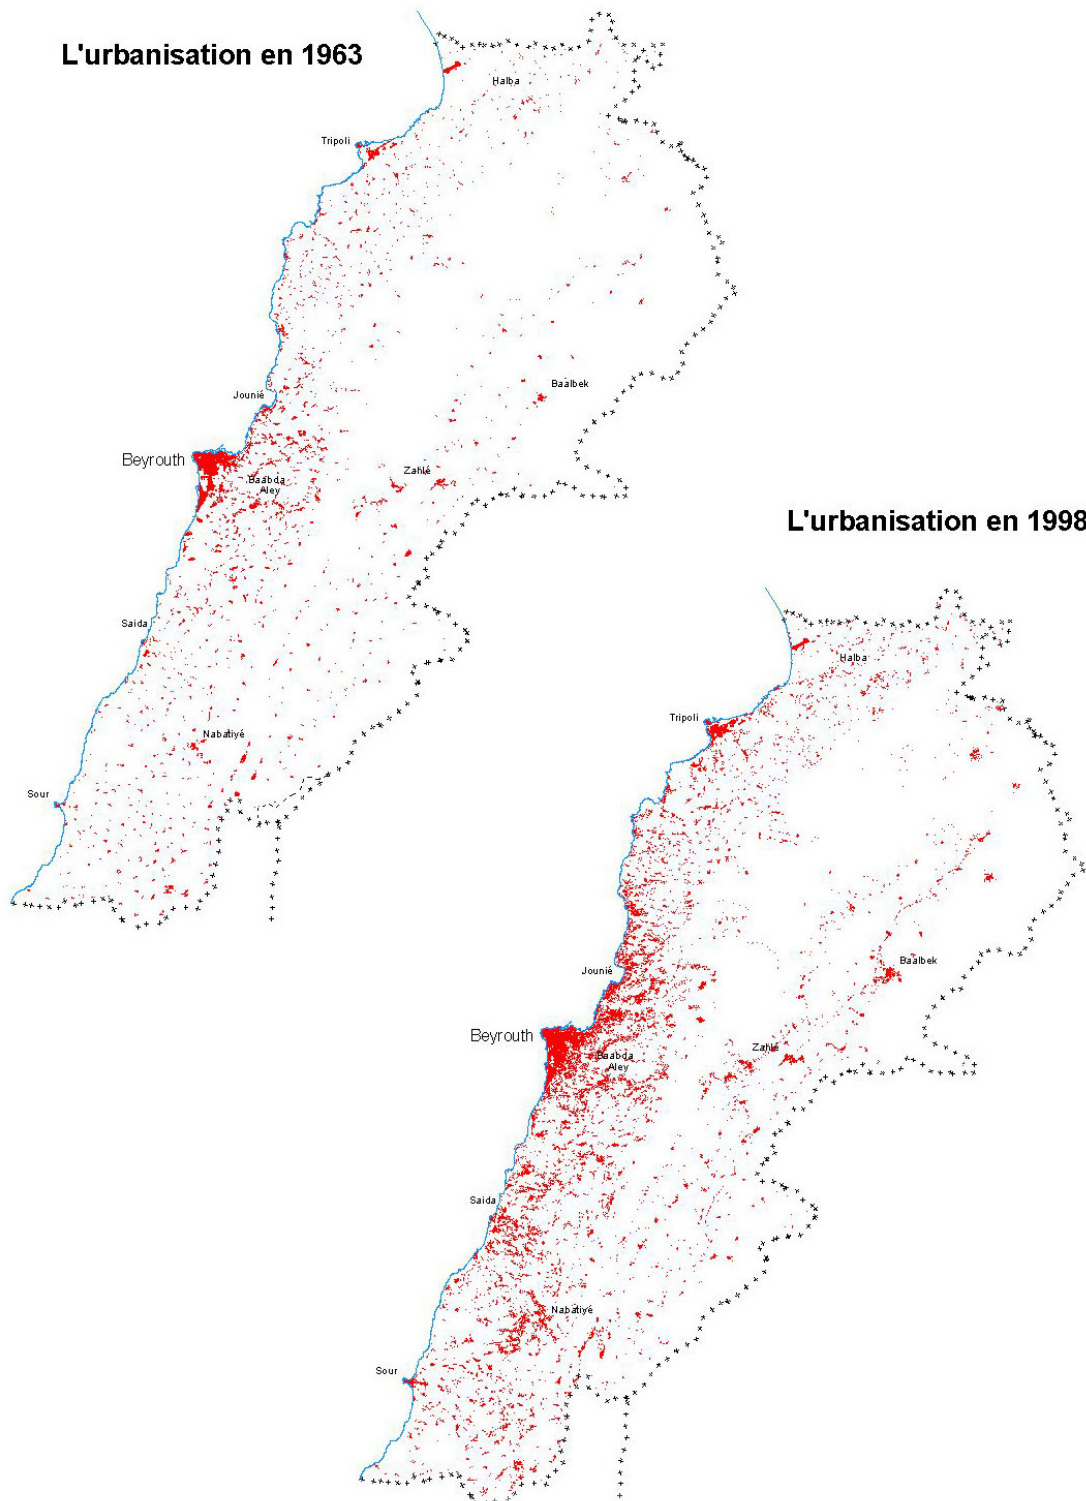 L'urbanisation en 1963
Halba
Tripoli
Jounié
Baalbek
Beyrouth
Zahlé
Baabda
Aley
Saida
Nabatiyé
Sour
L'urbanisation en 1998
Halba
Tripoli
Baalbek
Jounié
Beyrouth
Zahlé
Baabda
Aley
Saida
Nabatiyé
Sour